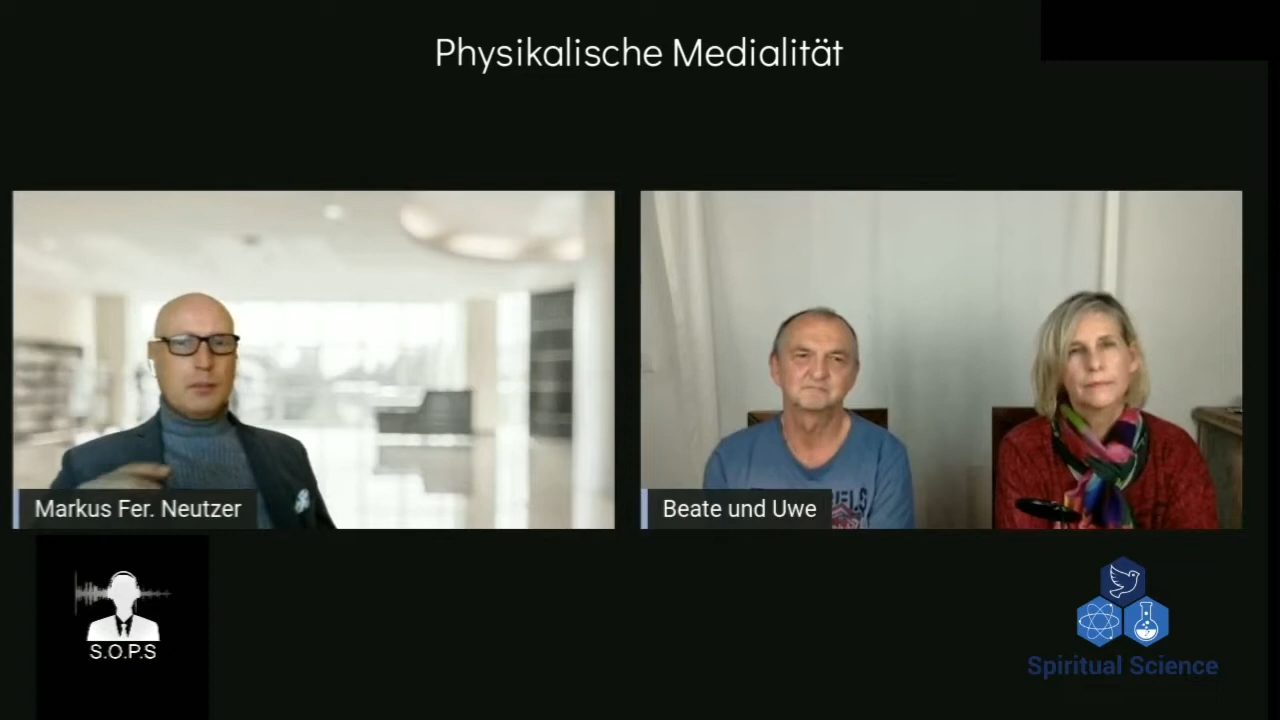 Physikalische Medialität
Markus Fer. Neutzer
Beate und Uwe
S.O.P.S
Spiritual Science